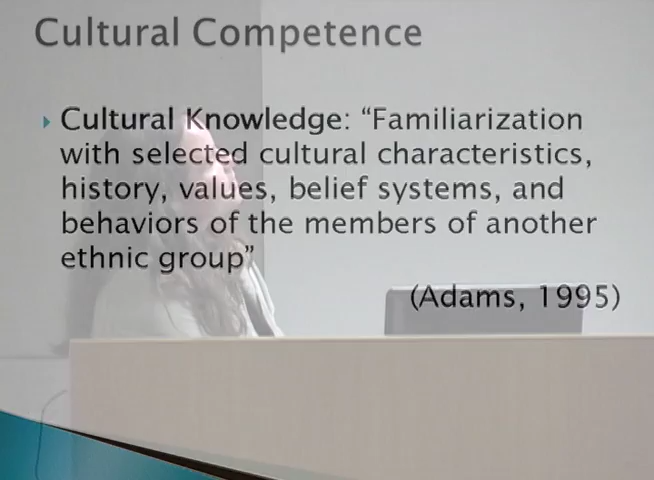 Cultural Competence
Cultural Knowledge: “Familiarization
with selected cultural characteristics,
history, values, belief systems, and
behaviors of the members of another
ethnic group”
(Adams, 1995)